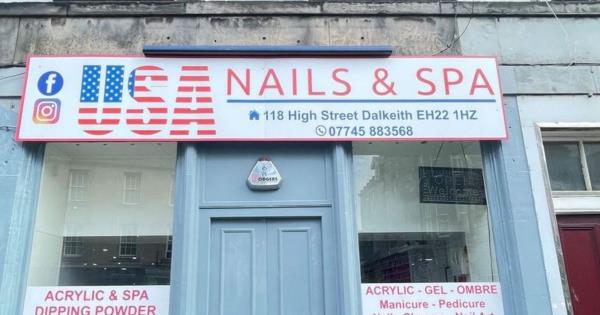 USA NAILS & SPA
118 High Street Dalkeith EH22 1HZ
07745 883568
ACRYLIC & SPA
DIPPING POWDER
ACRYLIC - GEL - OMBRE
Manicure - Pedicure
Welcome